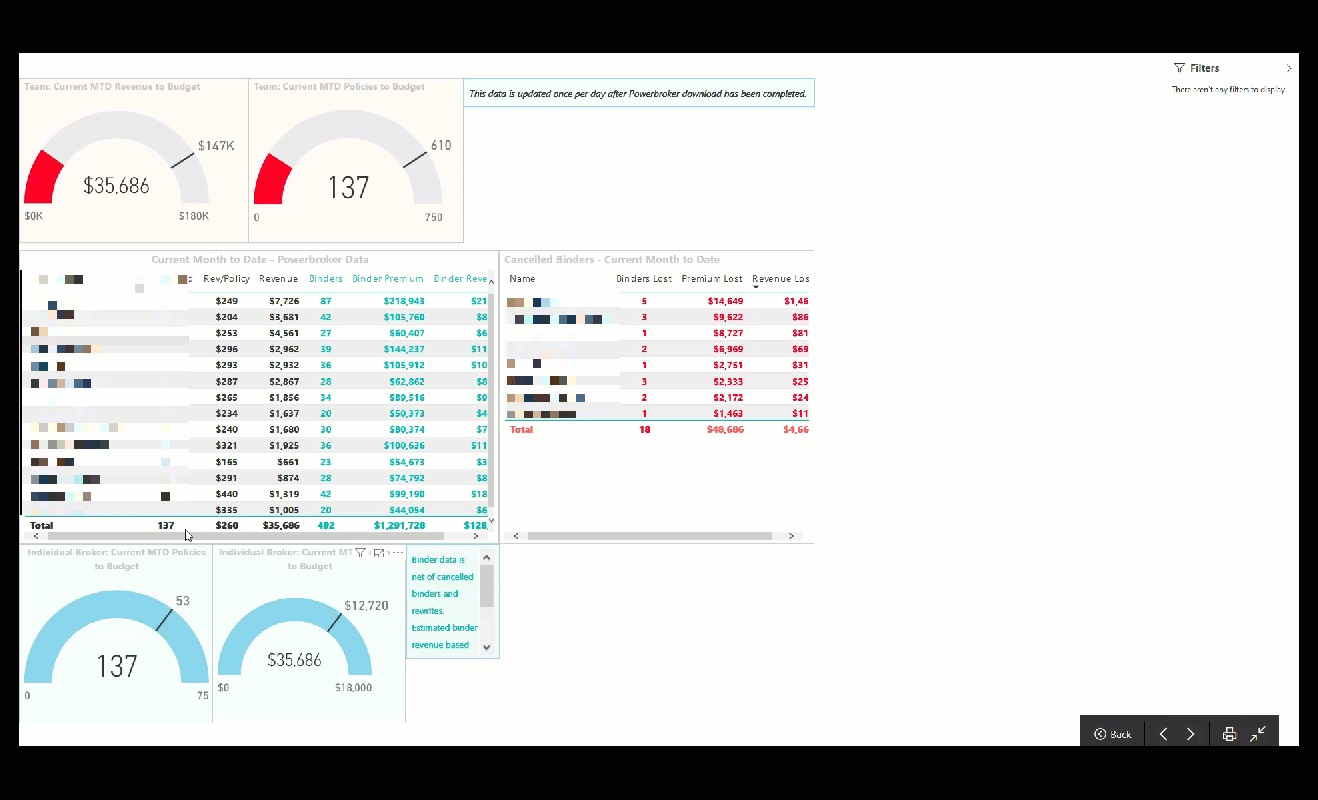 Filters
There aren't any filters to display.
Team: Current MTD Revenue to Budget
$147K
$35,686
$0K
$180K
Team: Current MTD Policies to Budget
610
137
0
750
This data is updated once per day after Powerbroker download has been completed.
Current Month to Date - Powerbroker Data
d Rev/Policy Revenue Binders Binder Premium Binder Reve
$249 $7,726 87 $218,943 $21
$204 $3,681 42 $105,760 $8
$253 $4,561 27 $60,407 $6
$296 $2,962 39 $144,237 $11
$293 $2,932 36 $105,912 $10
$287 $2,867 28 $62,862 $8
$265 $1,856 34 $89,516 $9
$234 $1,637 20 $50,373 $4
$240 $1,680 30 $80,374 $7
$321 $1,925 36 $100,636 $11
$165 $661 23 $54,673 $3
$291 $874 28 $74,792 $8
$440 $1,319 42 $99,190 $18
$335 $1,005 20 $44,054 $6
Total 137 $260 $35,686 492 $1,291,728 $128,
Cancelled Binders - Current Month to Date
Name Binders Lost Premium Lost Revenue Los
5 $14,649 $1,46
3 $9,622 $86
1 $8,727 $81
2 $6,969 $69
1 $2,751 $31
3 $2,333 $25
2 $2,172 $24
1 $1,463 $11
Total 18 $48,686 $4,66
Individual Broker: Current MTD Policies
to Budget
53
137
0
75
Individual Broker: Current MT
to Budget
$12,720
$35,686
$0
$18,000
Binder data is
net of cancelled
binders and
rewrites.
Estimated binder
revenue based
Back